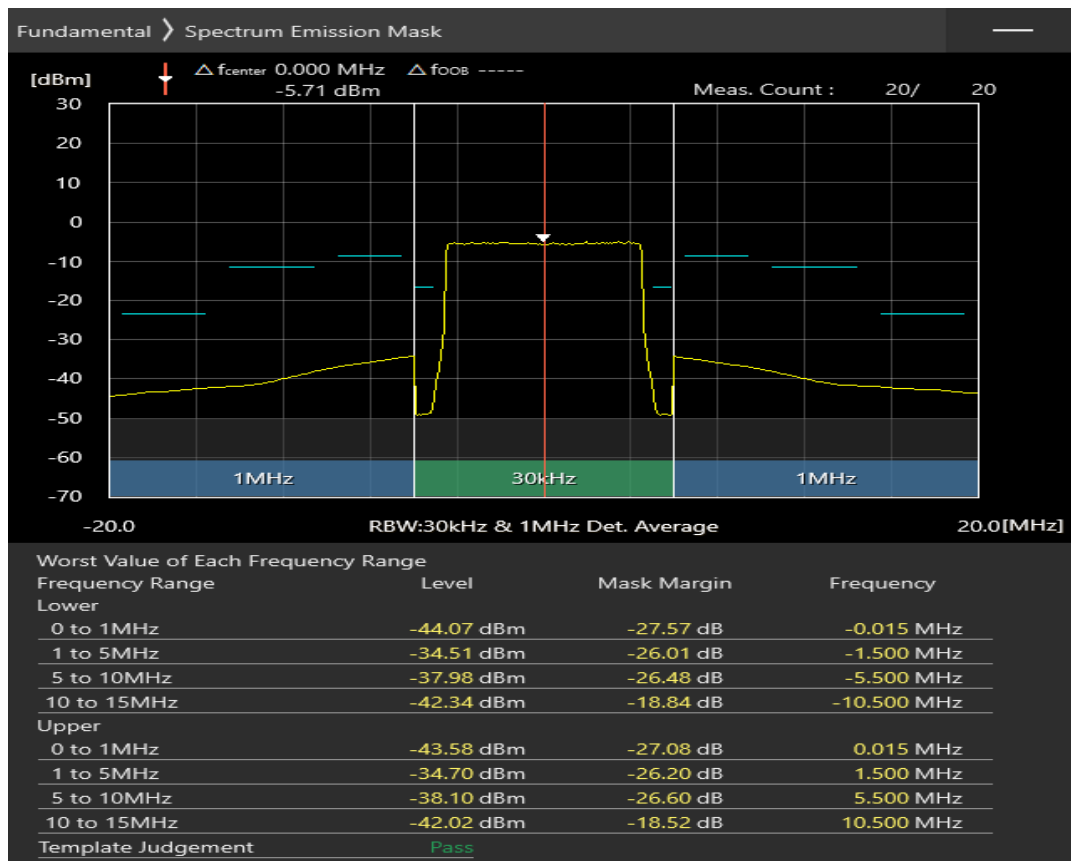 Fundamental ❯ Spectrum Emission Mask
[dBm] △ fcenter 0.000 MHz △ fOOB -----
-5.71 dBm Meas. Count : 20/ 20
30
20
10
0
-10
-20
-30
-40
-50
-60
-70
1MHz 30kHz 1MHz
-20.0 RBW:30kHz & 1MHz Det. Average 20.0[MHz]
Worst Value of Each Frequency Range
Frequency Range Level Mask Margin Frequency
Lower
0 to 1MHz -44.07 dBm -27.57 dB -0.015 MHz
1 to 5MHz -34.51 dBm -26.01 dB -1.500 MHz
5 to 10MHz -37.98 dBm -26.48 dB -5.500 MHz
10 to 15MHz -42.34 dBm -18.84 dB -10.500 MHz
Upper
0 to 1MHz -43.58 dBm -27.08 dB 0.015 MHz
1 to 5MHz -34.70 dBm -26.20 dB 1.500 MHz
5 to 10MHz -38.10 dBm -26.60 dB 5.500 MHz
10 to 15MHz -42.02 dBm -18.52 dB 10.500 MHz
Template Judgement Pass